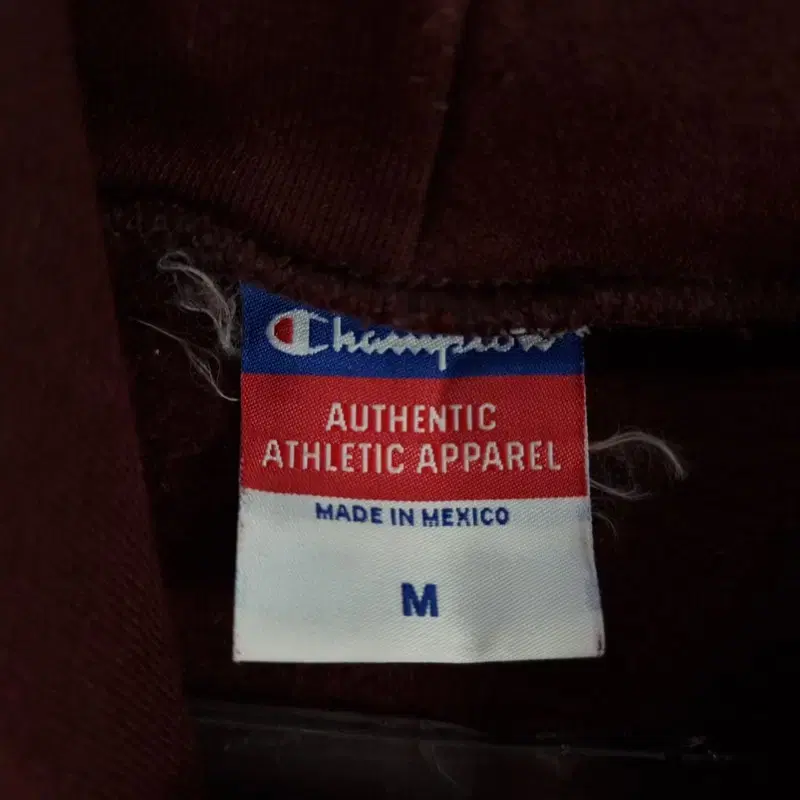 Champion
AUTHENTIC
ATHLETIC APPAREL
MADE IN MEXICO
M